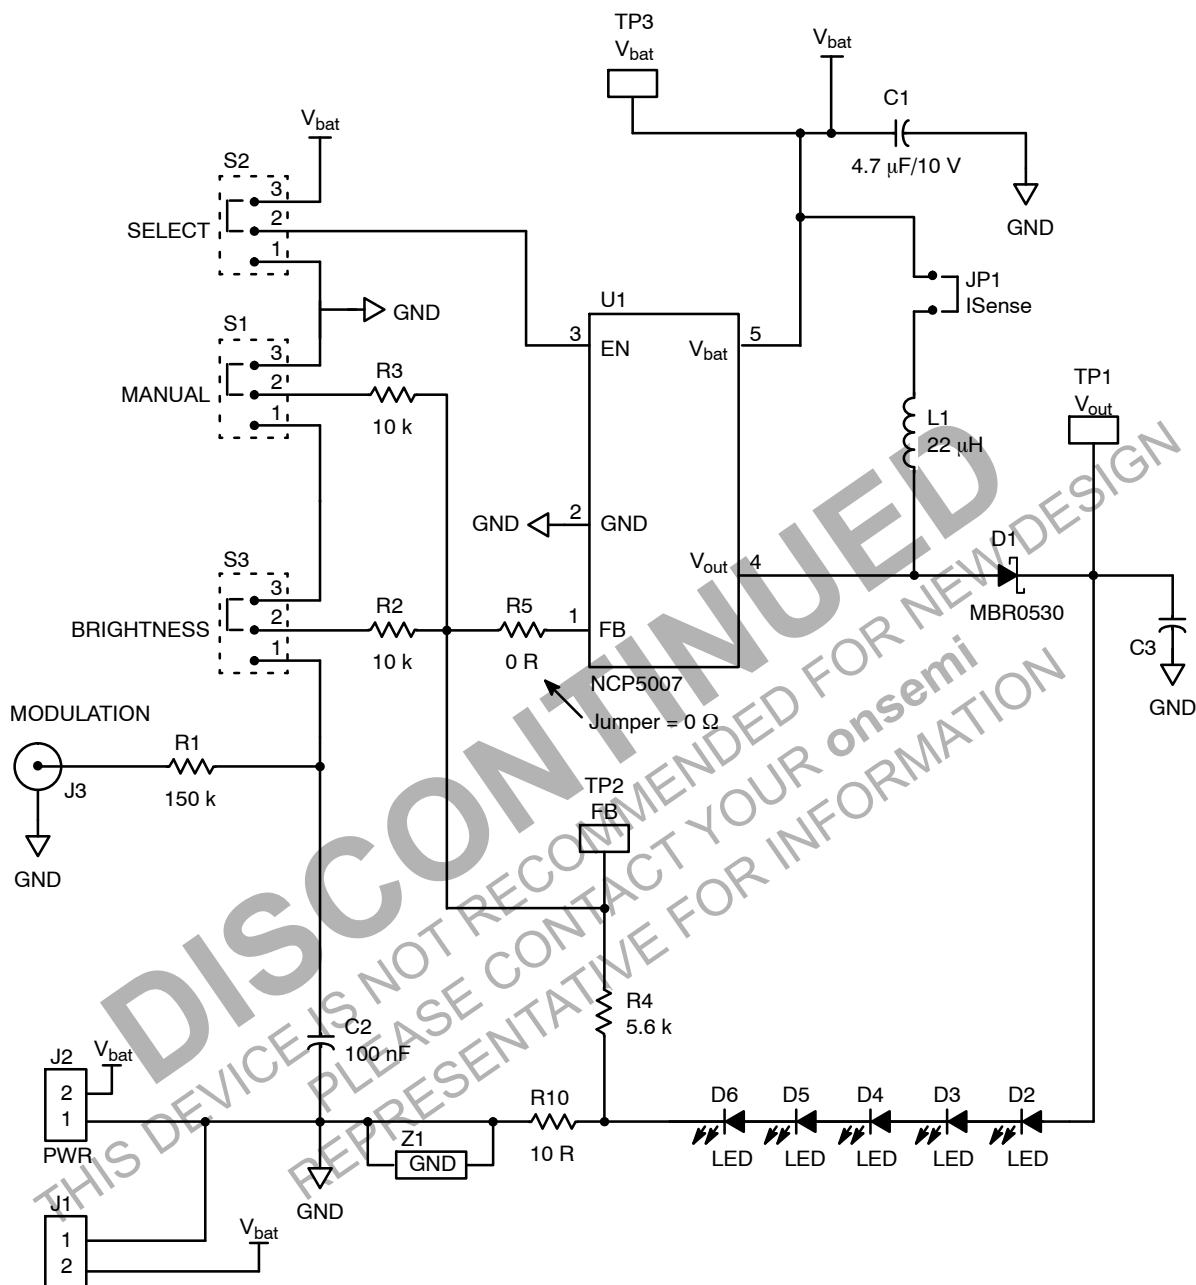 TP3
Vbat
Vbat
C1
4.7 μF/10 V
GND
Vbat
S2
3
2
1
SELECT
GND
S1
3
2
1
MANUAL
R3
10 k
U1
3
EN
Vbat
5
JP1
ISense
L1
22 μH
TP1
Vout
GND
2
GND
Vout
4
D1
MBR0530
C3
GND
S3
3
2
1
BRIGHTNESS
R2
10 k
R5
0 R
1
FB
NCP5007
Jumper = 0 Ω
MODULATION
J3
R1
150 k
GND
TP2
FB
R4
5.6 k
C2
100 nF
J2
2
1
Vbat
PWR
Z1
GND
R10
10 R
D6
D5
D4
D3
D2
LED
LED
LED
LED
LED
GND
J1
1
2
Vbat
DISCONTINUED
THIS DEVICE IS NOT RECOMMENDED FOR NEW DESIGN
PLEASE CONTACT YOUR onsemi
REPRESENTATIVE FOR INFORMATION